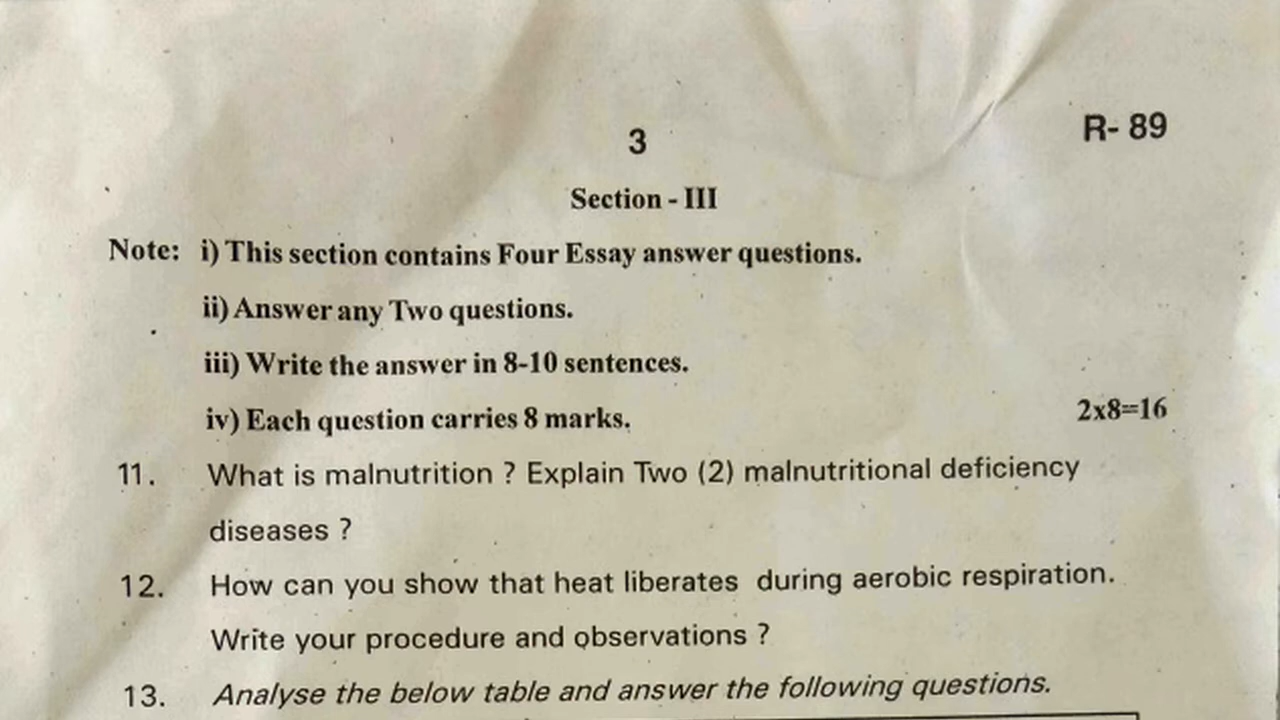 3
R- 89
Section - III
Note: i) This section contains Four Essay answer questions.
ii) Answer any Two questions.
iii) Write the answer in 8-10 sentences.
iv) Each question carries 8 marks. 2x8=16
11. What is malnutrition ? Explain Two (2) malnutritional deficiency
diseases ?
12. How can you show that heat liberates during aerobic respiration.
Write your procedure and observations ?
13. Analyse the below table and answer the following questions.